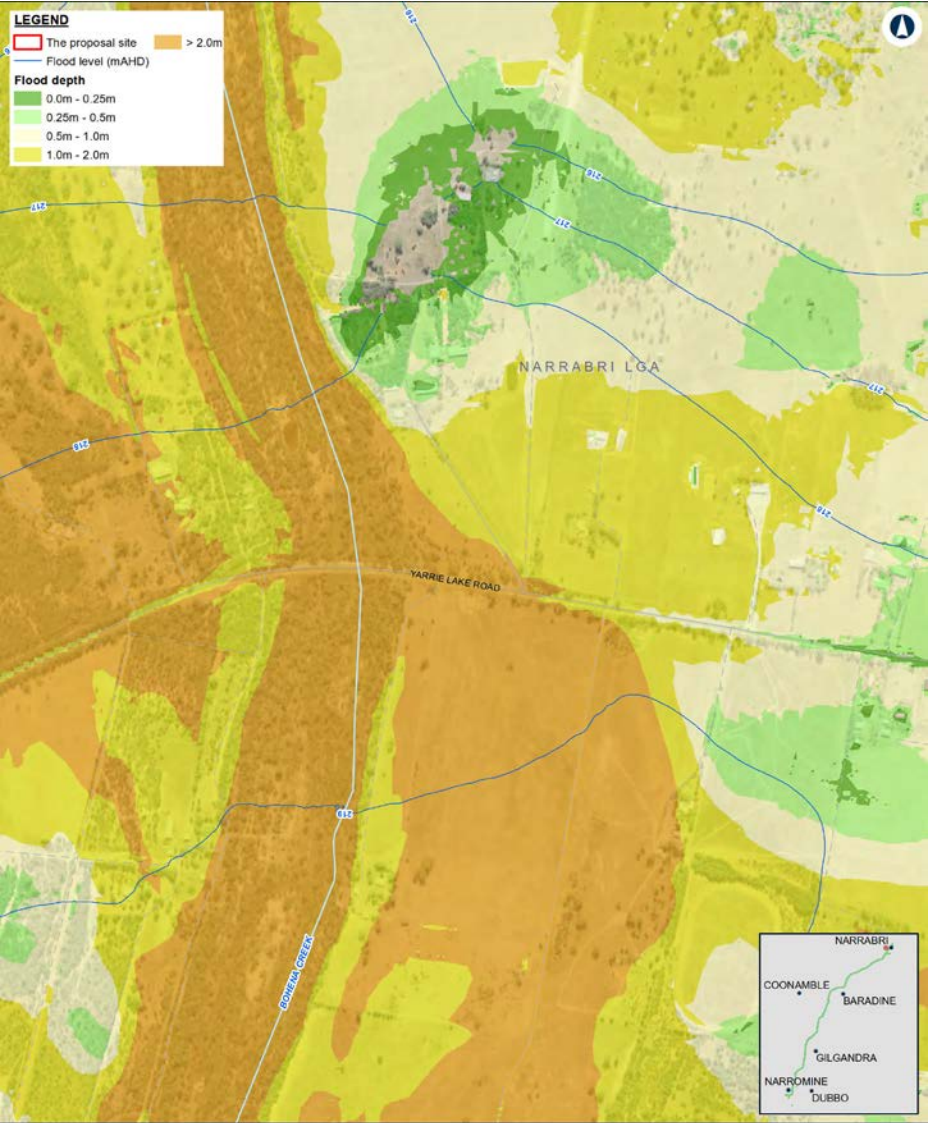 LEGEND
The proposal site
> 2.0m
Flood level (mAHD)
Flood depth
0.0m - 0.25m
0.25m - 0.5m
0.5m - 1.0m
1.0m - 2.0m
216
217
216
217
NARRABRI LGA
217
218
218
YARRIE LAKE ROAD
219
BOHENA CREEK
NARRABRI
COONAMBLE
BARADINE
GILGANDRA
NARROMINE
DUBBO